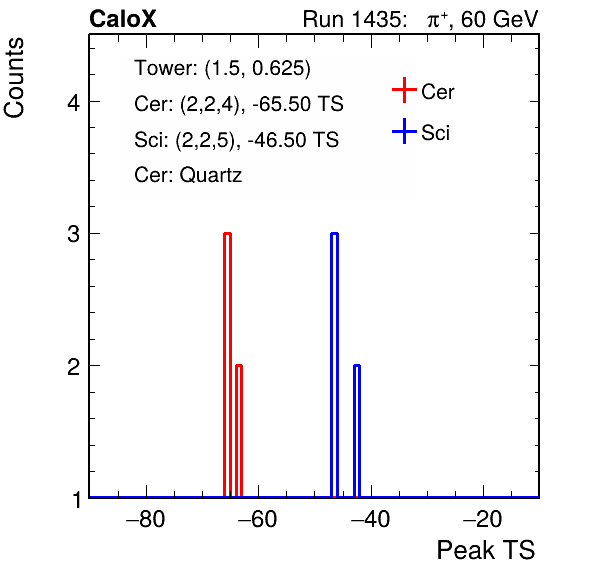 CaloX Run 1435: π⁺, 60 GeV
Counts
Tower: (1.5, 0.625)
Cer: (2,2,4), -65.50 TS
Sci: (2,2,5), -46.50 TS
Cer: Quartz
Cer
Sci
4
3
2
1
−80 −60 −40 −20
Peak TS